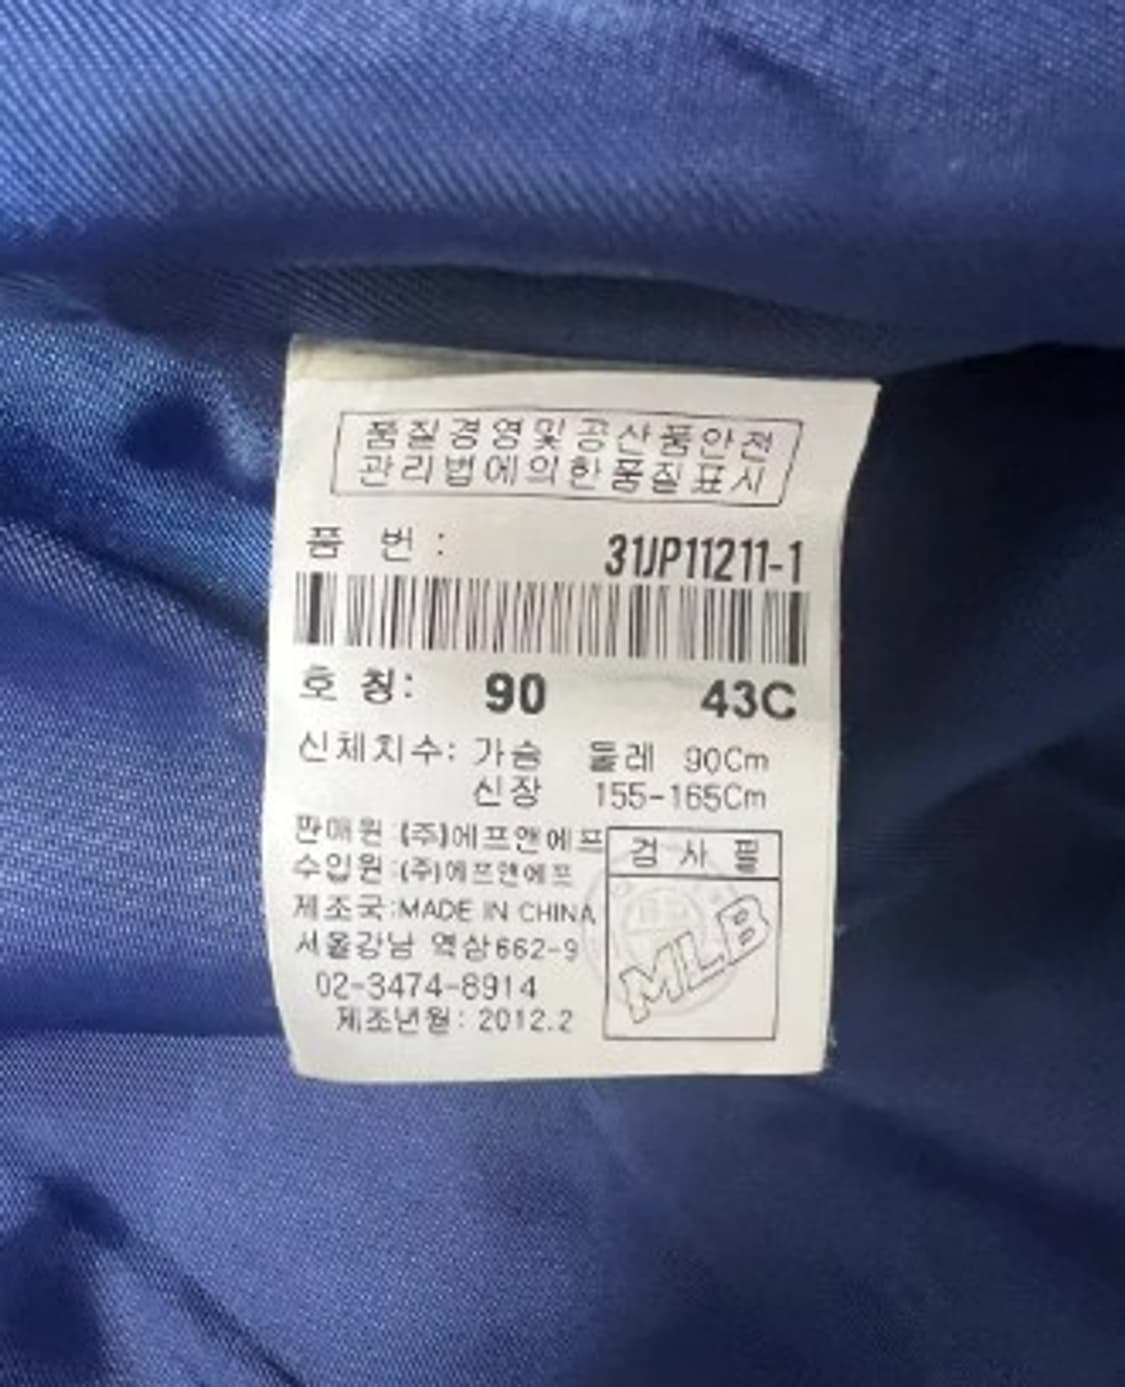 품질경영및공산품안전
관리법에의한품질표시
품 번 : 31JP11211-1
호 칭: 90 43C
신체치수: 가슴 둘레 90Cm
신장 155-165Cm
판매원:(주)에프앤에프
수입원:(주)에프앤에프
제조국:MADE IN CHINA
서울강남 역삼662-9
02-3474-8914
제조년월: 2012.2
검 사 필
MLB